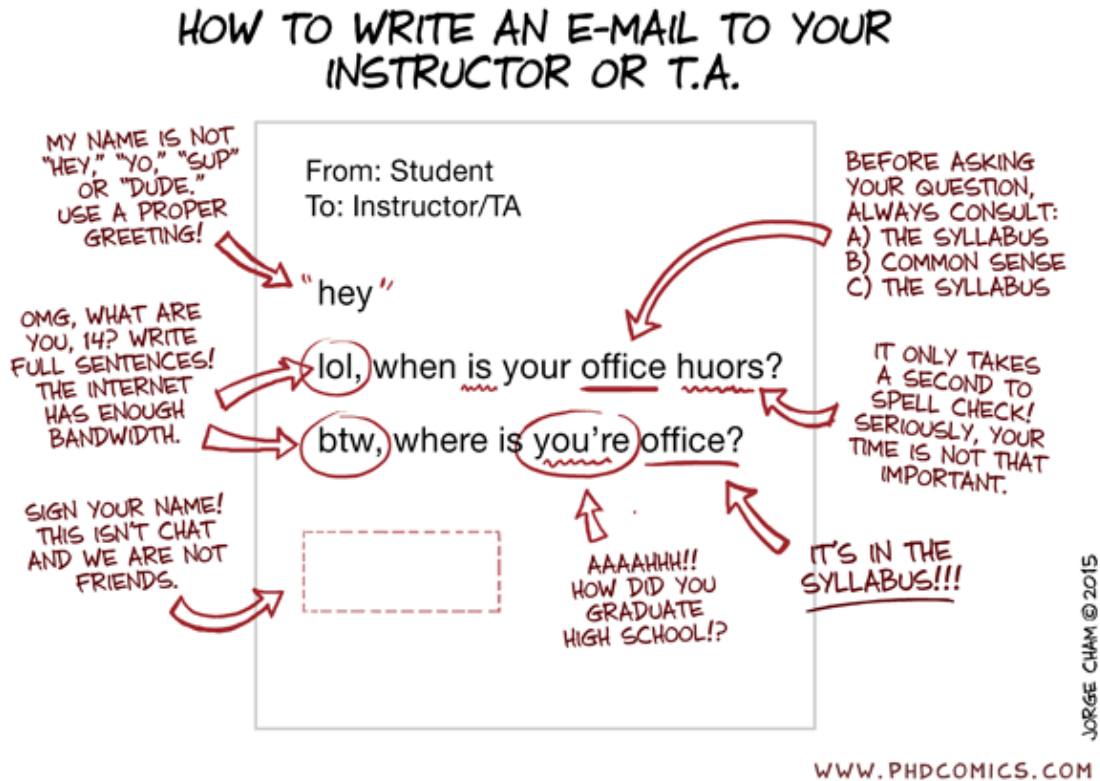 HOW TO WRITE AN E-MAIL TO YOUR
INSTRUCTOR OR T.A.
MY NAME IS NOT
"HEY," "YO," "SUP"
OR "DUDE."
USE A PROPER
GREETING!
From: Student
To: Instructor/TA
BEFORE ASKING
YOUR QUESTION,
ALWAYS CONSULT:
A) THE SYLLABUS
B) COMMON SENSE
C) THE SYLLABUS
"hey"
OMG, WHAT ARE
YOU, 14? WRITE
FULL SENTENCES!
THE INTERNET
HAS ENOUGH
BANDWIDTH.
lol, when is your office huors?
btw, where is you're office?
IT ONLY TAKES
A SECOND TO
SPELL CHECK!
SERIOUSLY, YOUR
TIME IS NOT THAT
IMPORTANT.
SIGN YOUR NAME!
THIS ISN'T CHAT
AND WE ARE NOT
FRIENDS.
AAAAHHH!!
HOW DID YOU
GRADUATE
HIGH SCHOOL!?
IT'S IN THE
SYLLABUS!!!
JORGE CHAM © 2015
WWW.PHDCOMICS.COM